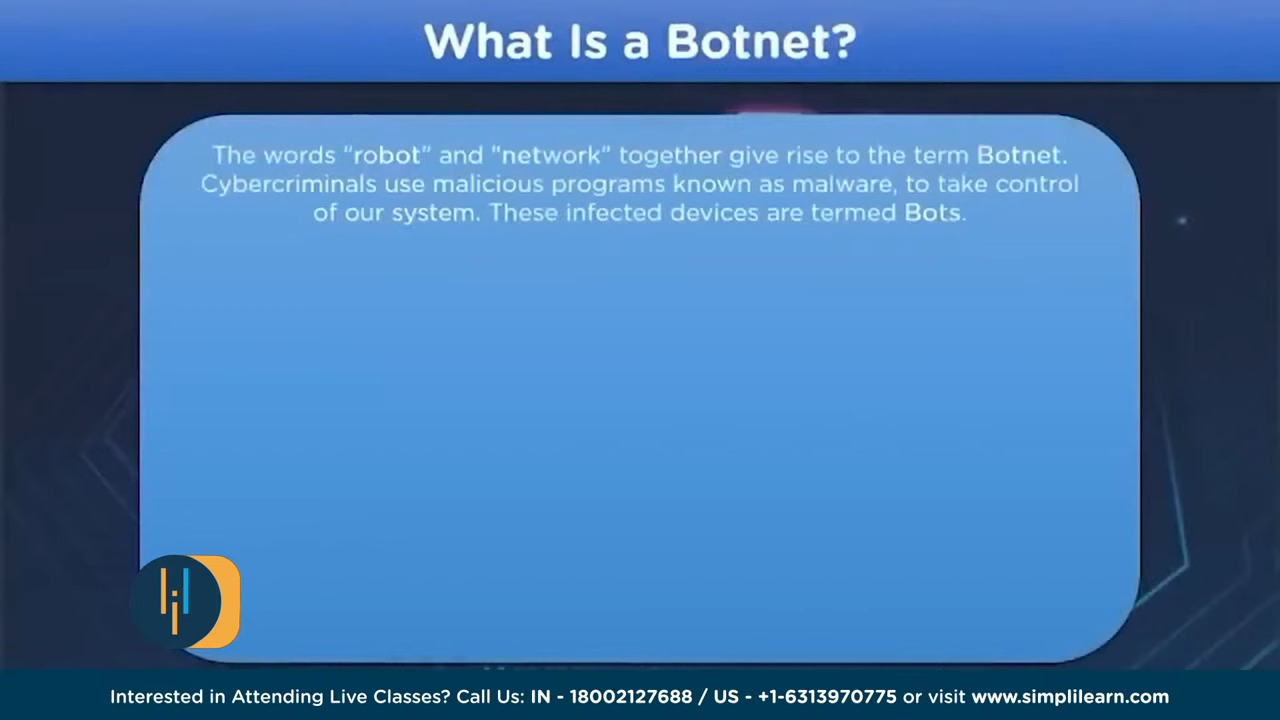 What Is a Botnet?
The words "robot" and "network" together give rise to the term Botnet.
Cybercriminals use malicious programs known as malware, to take control
of our system. These infected devices are termed Bots.
Interested in Attending Live Classes? Call Us: IN - 18002127688 / US - +1-6313970775 or visit www.simplilearn.com